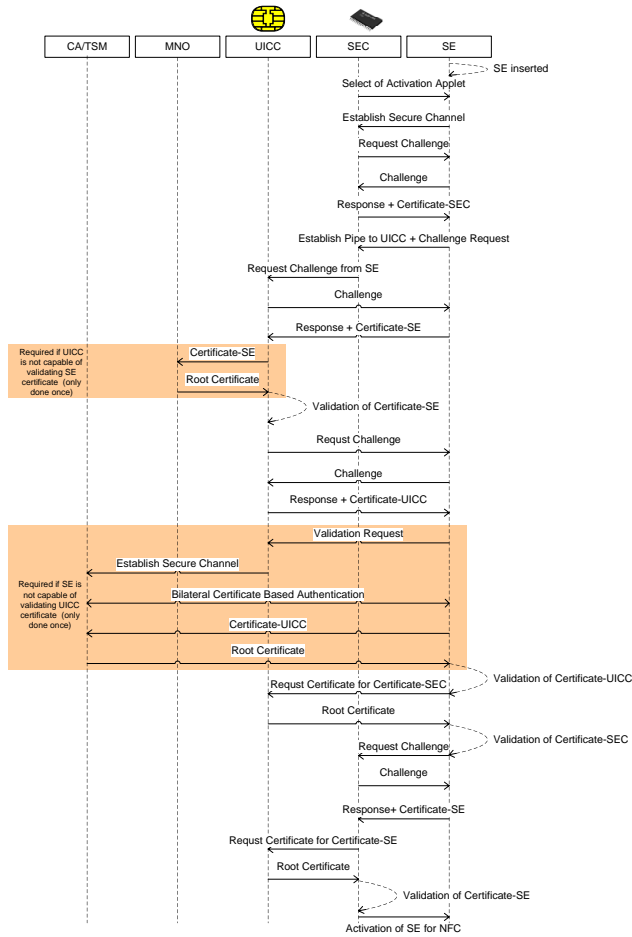 CA/TSM
MNO
UICC
SEC
SE
SE inserted
Select of Activation Applet
Establish Secure Channel
Request Challenge
Challenge
Response + Certificate-SEC
Establish Pipe to UICC + Challenge Request
Request Challenge from SE
Challenge
Response + Certificate-SE
Required if UICC
is not capable of
validating SE
certificate (only
done once)
Certificate-SE
Root Certificate
Validation of Certificate-SE
Requst Challenge
Challenge
Response + Certificate-UICC
Validation Request
Establish Secure Channel
Required if SE is
not capable of
validating UICC
certificate (only
done once)
Bilateral Certificate Based Authentication
Certificate-UICC
Root Certificate
Validation of Certificate-UICC
Requst Certificate for Certificate-SEC
Root Certificate
Validation of Certificate-SEC
Request Challenge
Challenge
Response+ Certificate-SE
Requst Certificate for Certificate-SE
Root Certificate
Validation of Certificate-SE
Activation of SE for NFC